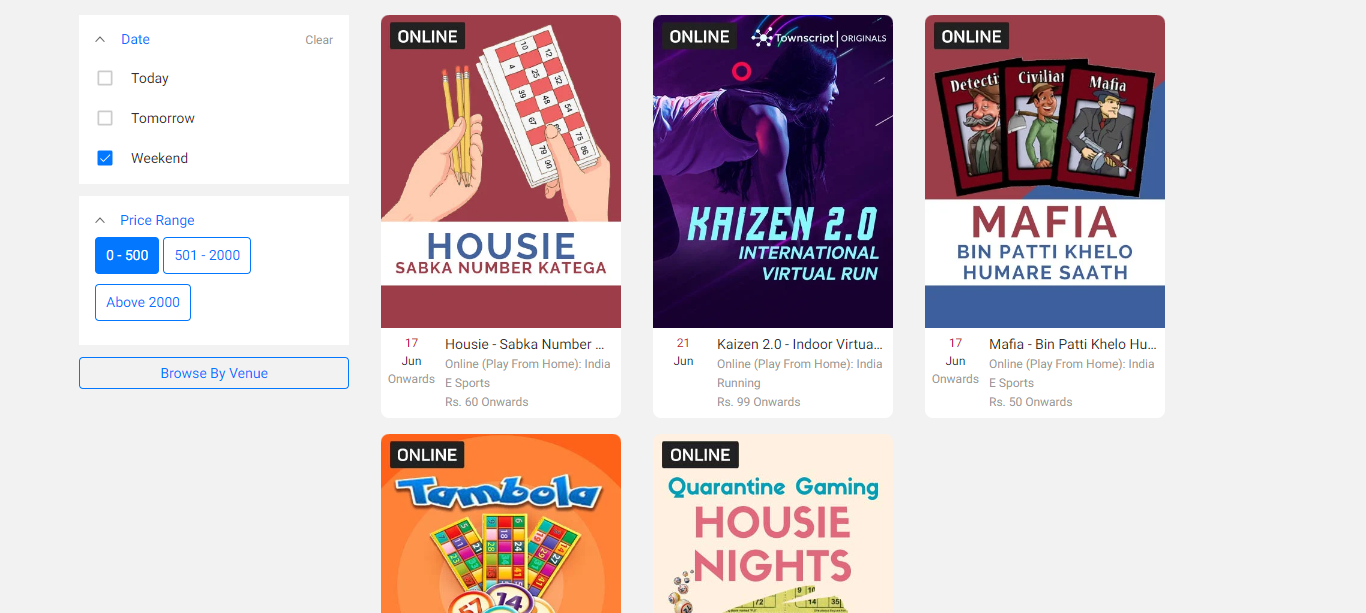 Date
Clear
Today
Tomorrow
Weekend
Price Range
0 - 500
501 - 2000
Above 2000
Browse By Venue
ONLINE
HOUSIE
SABKA NUMBER KATEGA
17
Jun
Onwards
Housie - Sabka Number ...
Online (Play From Home): India
E Sports
Rs. 60 Onwards
ONLINE
Townscript | ORIGINALS
KAIZEN 2.0
INTERNATIONAL
VIRTUAL RUN
21
Jun
Kaizen 2.0 - Indoor Virtua...
Online (Play From Home): India
Running
Rs. 99 Onwards
ONLINE
Detecti
Civilian
Mafia
MAFIA
BIN PATTI KHELO
HUMARE SAATH
17
Jun
Onwards
Mafia - Bin Patti Khelo Hu...
Online (Play From Home): India
E Sports
Rs. 50 Onwards
ONLINE
Tambola
57
14
ONLINE
Quarantine Gaming
HOUSIE
NIGHTS